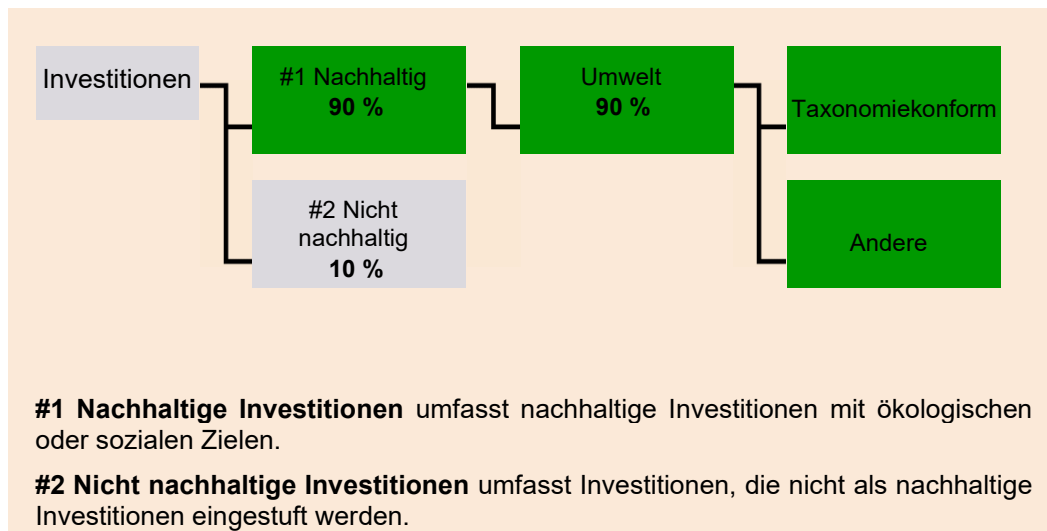 Investitionen
#1 Nachhaltig
90 %
Umwelt
90 %
Taxonomiekonform
#2 Nicht
nachhaltig
10 %
Andere
#1 Nachhaltige Investitionen umfasst nachhaltige Investitionen mit ökologischen
oder sozialen Zielen.
#2 Nicht nachhaltige Investitionen umfasst Investitionen, die nicht als nachhaltige
Investitionen eingestuft werden.